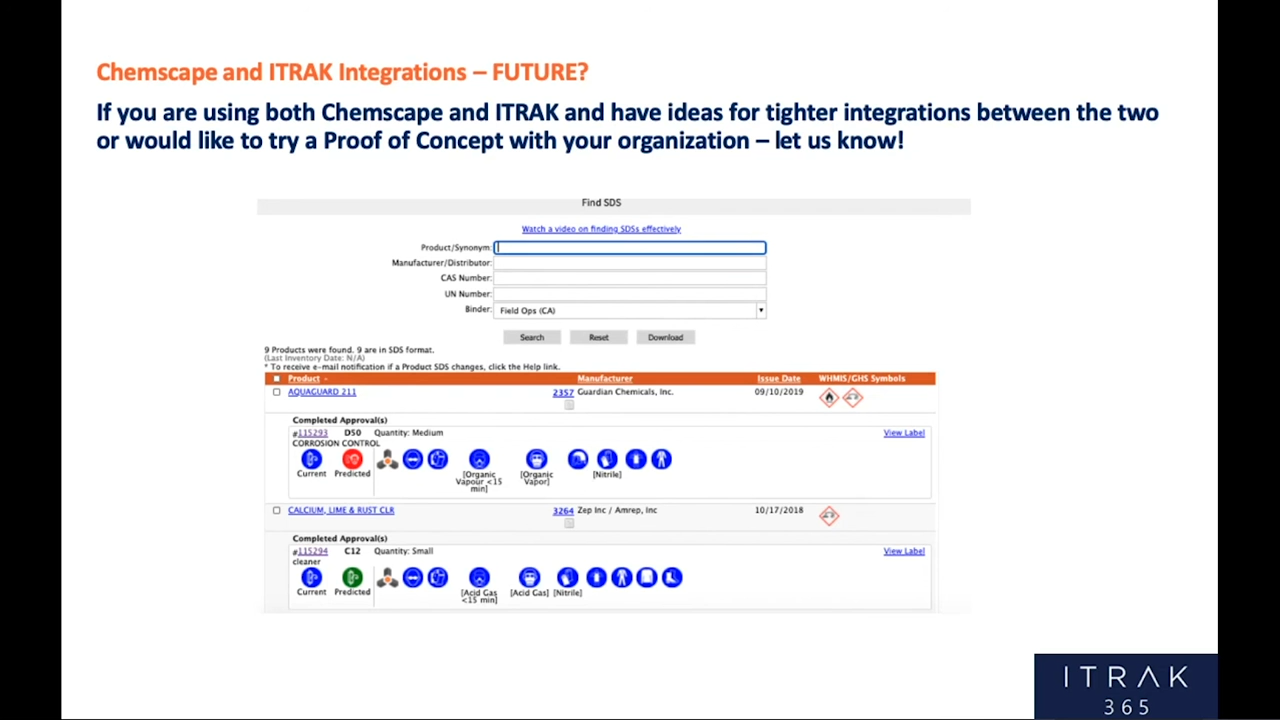 Chemscape and ITRAK Integrations – FUTURE?
If you are using both Chemscape and ITRAK and have ideas for tighter integrations between the two
or would like to try a Proof of Concept with your organization – let us know!
Find SDS
Watch a video on finding SDSs effectively
Product/Synonym:
Manufacturer/Distributor:
CAS Number:
UN Number:
Binder: Field Ops (CA)
Search Reset Download
9 Products were found. 9 are in SDS format.
(Last Inventory Date: N/A)
* To receive e-mail notification if a Product SDS changes, click the Help link.
Product Manufacturer Issue Date WHMIS/GHS Symbols
AQUAGUARD 211 2357 Guardian Chemicals, Inc. 09/10/2019
Completed Approval(s)
#115293 D50 Quantity: Medium View Label
CORROSION CONTROL
Current Predicted [Organic Vapour <15 min] [Organic Vapor] [Nitrile]
CALCIUM, LIME & RUST CLR 3264 Zep Inc / Amrep, Inc 10/17/2018
Completed Approval(s)
#115294 C12 Quantity: Small View Label
cleaner
Current Predicted [Acid Gas <15 min] [Acid Gas] [Nitrile]
ITRAK
365